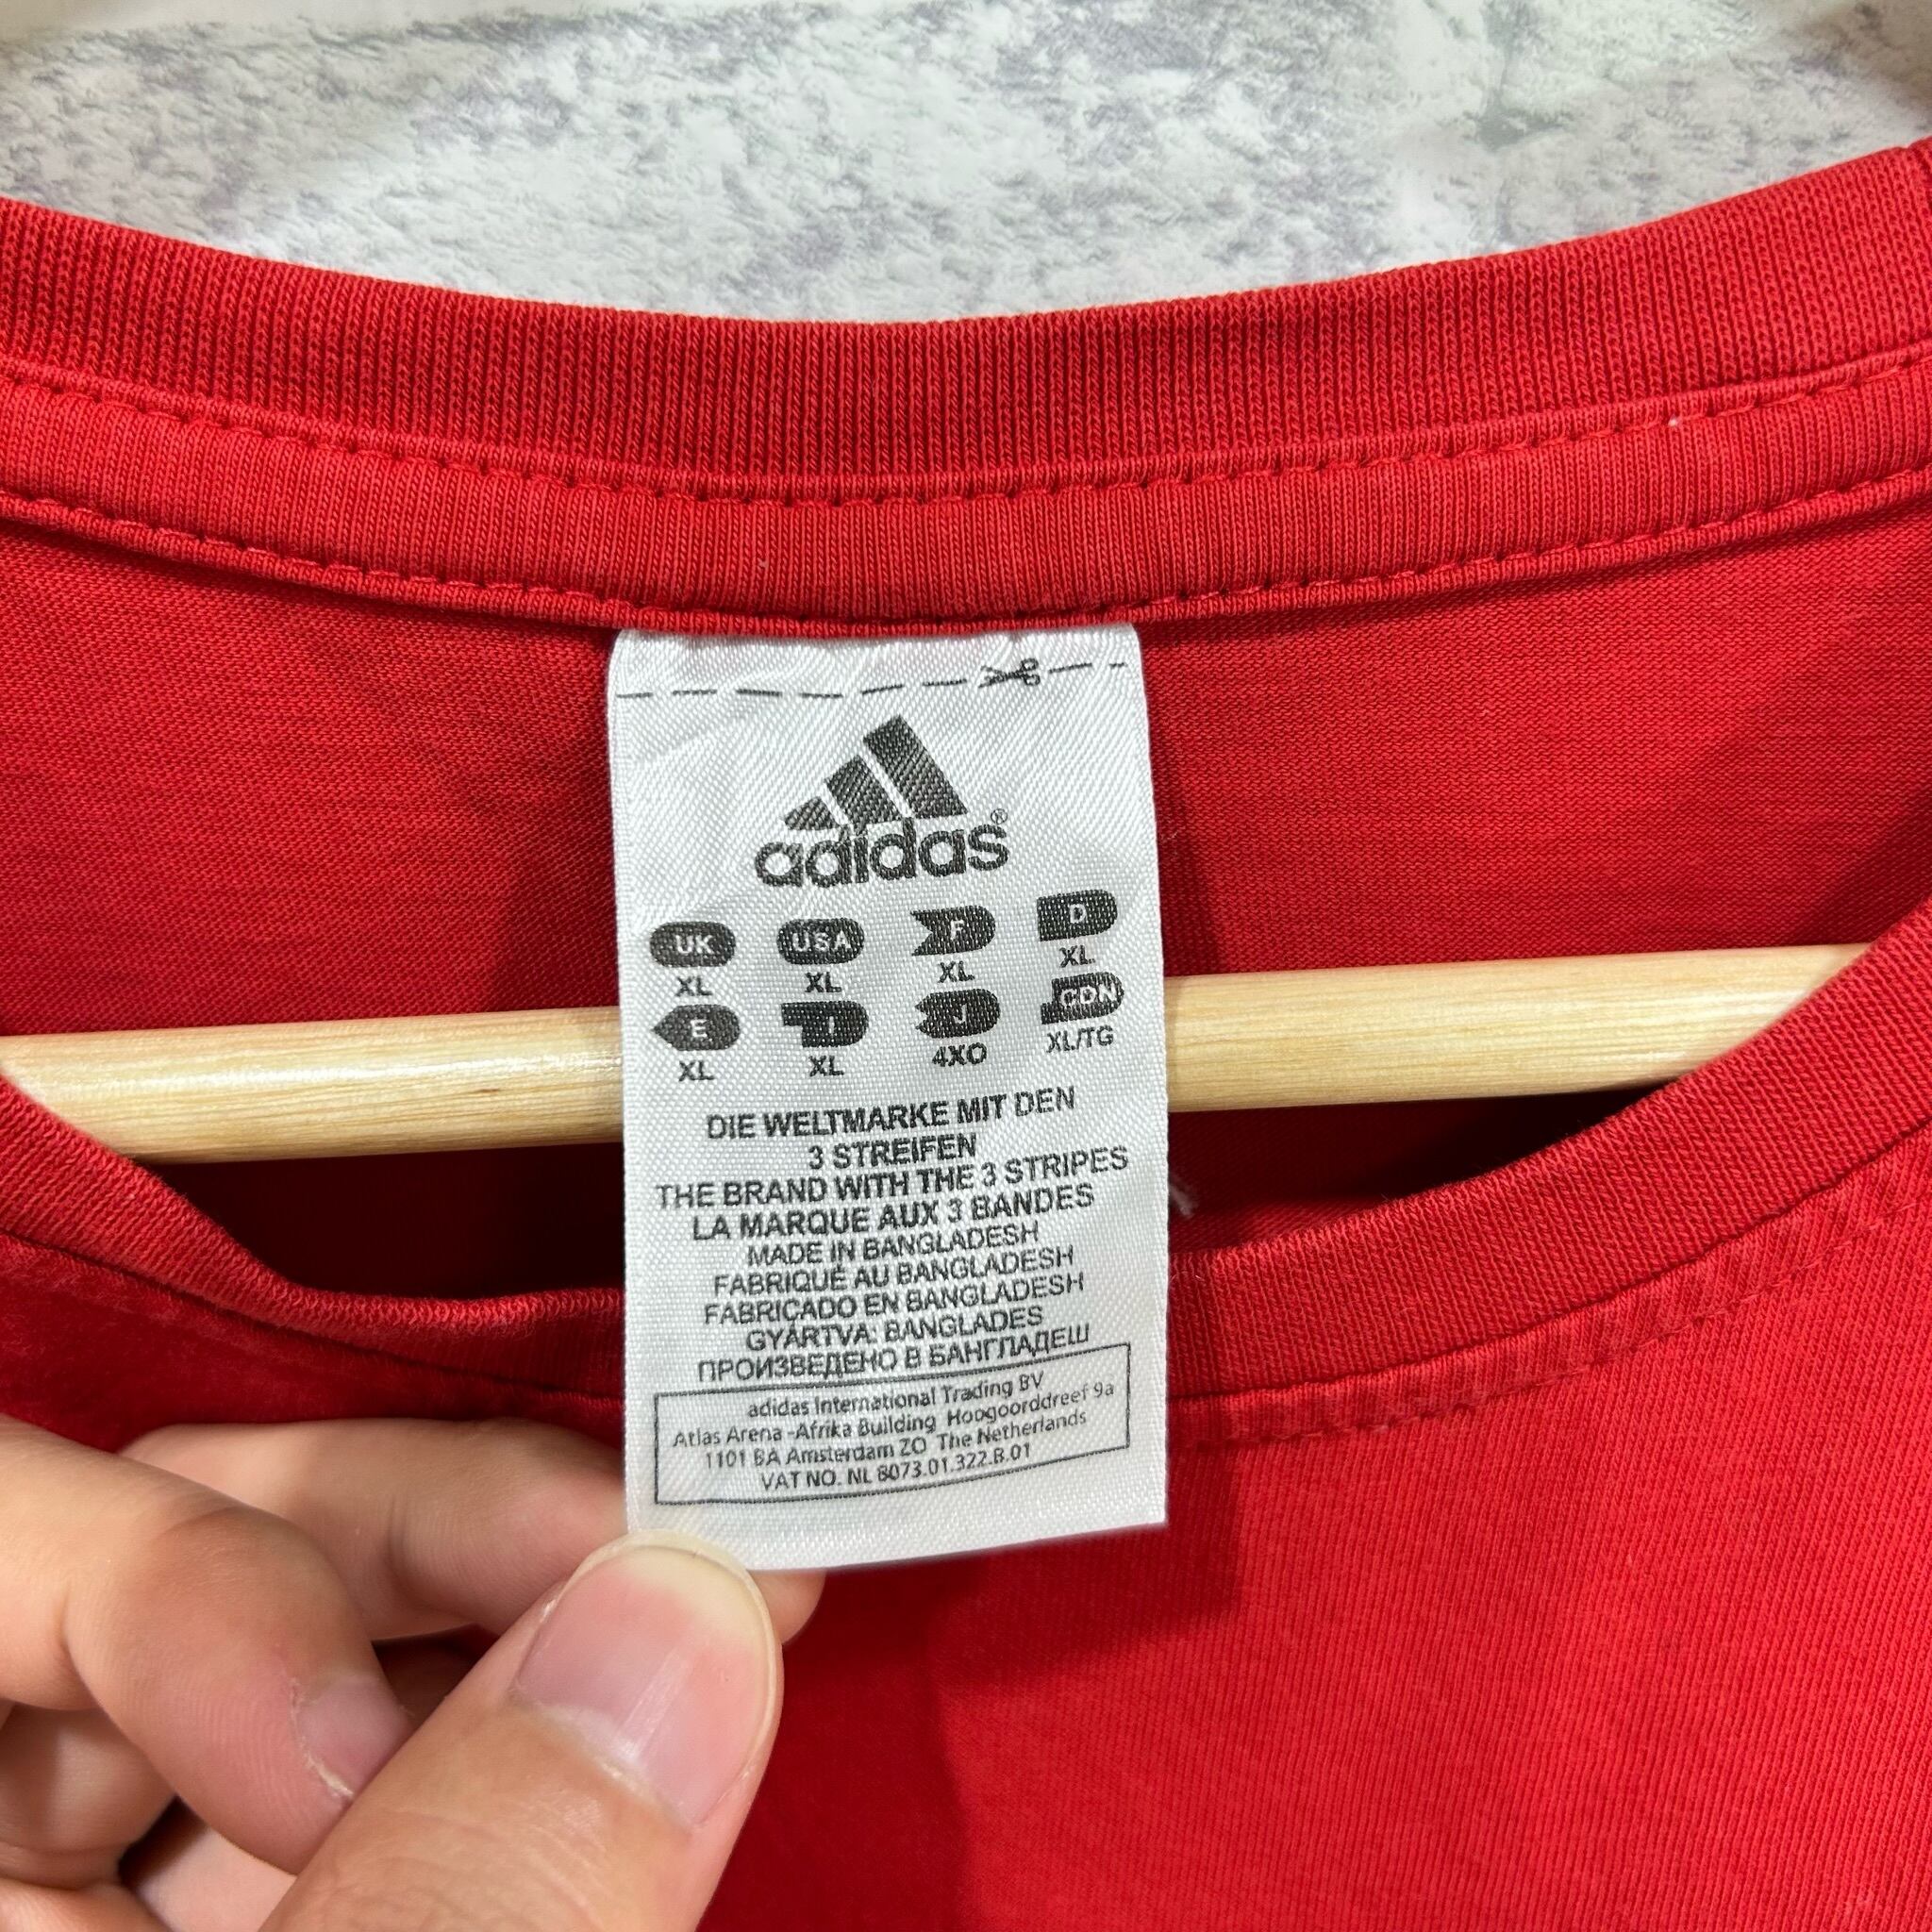 adidas®
UK USA F D
XL XL XL XL
E I J CDN
XL XL 4XO XL/TG
DIE WELTMARKE MIT DEN
3 STREIFEN
THE BRAND WITH THE 3 STRIPES
LA MARQUE AUX 3 BANDES
MADE IN BANGLADESH
FABRIQUÉ AU BANGLADESH
FABRICADO EN BANGLADESH
GYÁRTVA: BANGLADES
ПРОИЗВЕДЕНО В БАНГЛАДЕШ
adidas International Trading BV
Atlas Arena -Afrika Building Hoogoorddreef 9a
1101 BA Amsterdam ZO The Netherlands
VAT NO. NL 8073.01.322.B.01